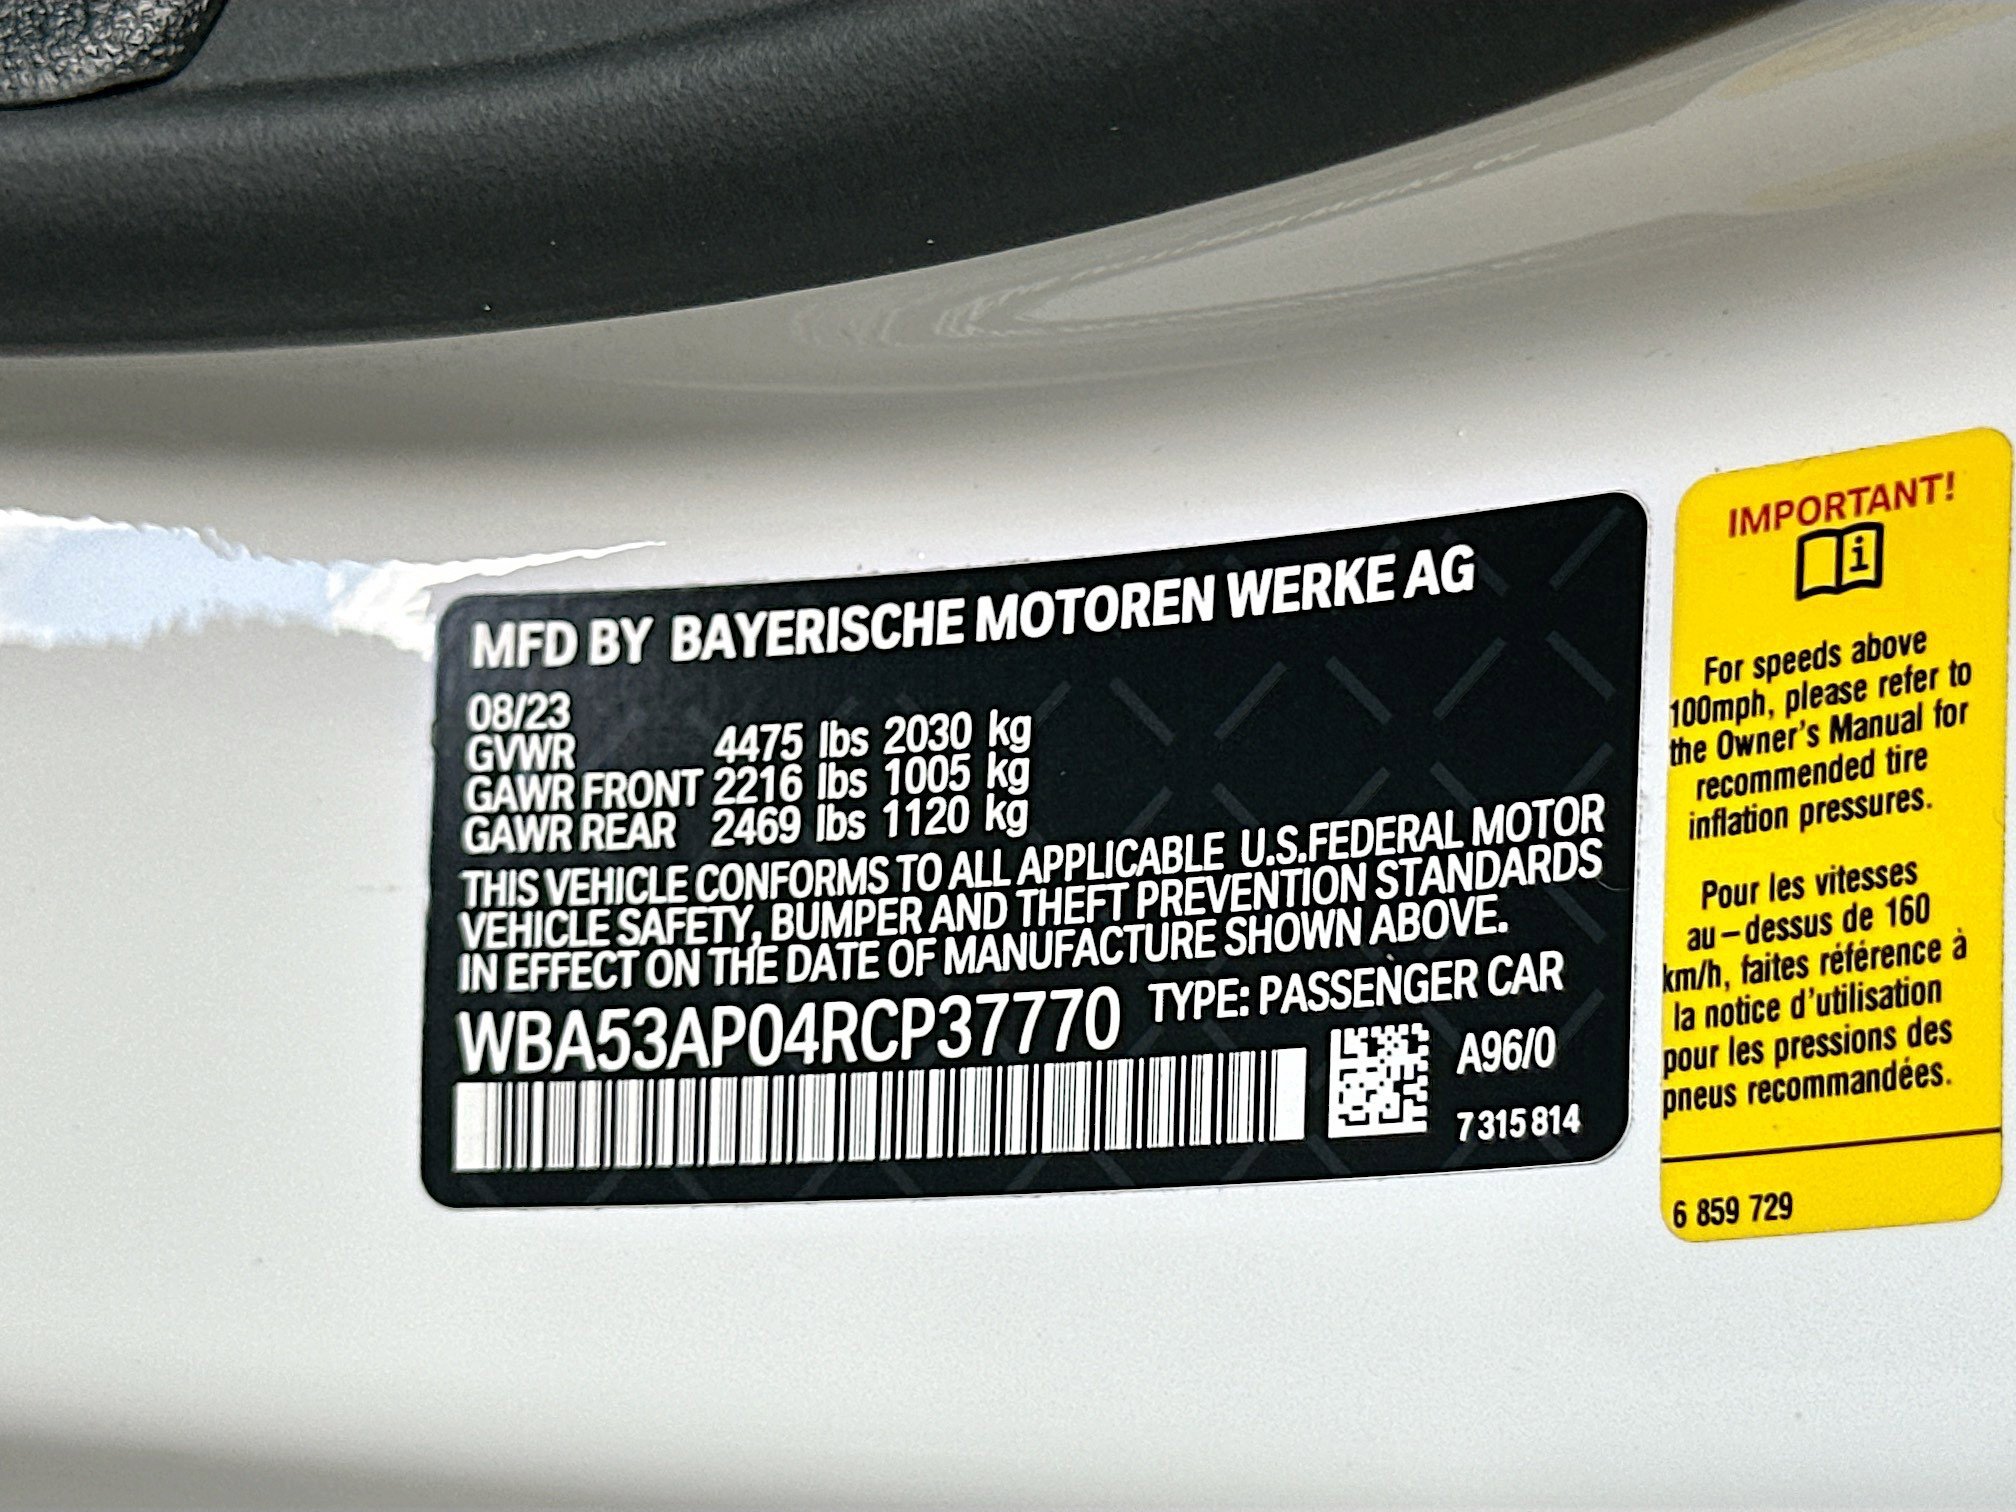 MFD BY BAYERISCHE MOTOREN WERKE AG
08/23
GVWR 4475 lbs 2030 kg
GAWR FRONT 2216 lbs 1005 kg
GAWR REAR 2469 lbs 1120 kg
THIS VEHICLE CONFORMS TO ALL APPLICABLE U.S.FEDERAL MOTOR
VEHICLE SAFETY, BUMPER AND THEFT PREVENTION STANDARDS
IN EFFECT ON THE DATE OF MANUFACTURE SHOWN ABOVE.
WBA53AP04RCP37770 TYPE: PASSENGER CAR
A96/0
7 315 814
IMPORTANT!
i
For speeds above
100mph, please refer to
the Owner's Manual for
recommended tire
inflation pressures.
Pour les vitesses
au-dessus de 160
km/h, faites référence à
la notice d'utilisation
pour les pressions des
pneus recommandées.
6 859 729